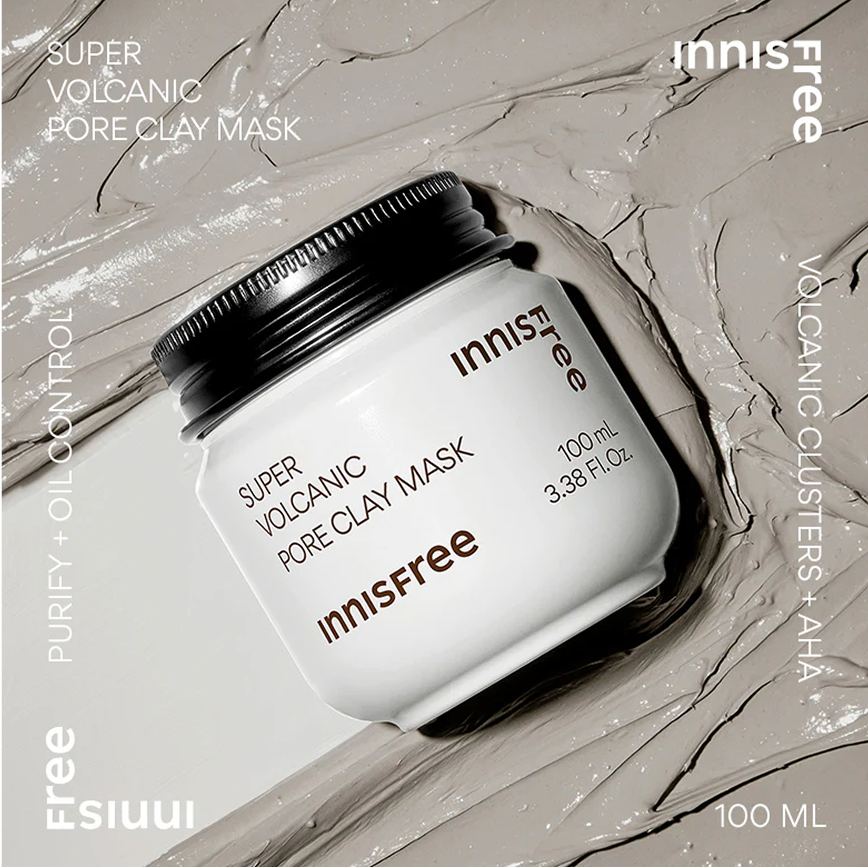 SUPER
VOLCANIC
PORE CLAY MASK
INNISFree
PURIFY + OIL CONTROL
VOLCANIC CLUSTERS + AHA
INNISFree
SUPER
VOLCANIC
PORE CLAY MASK
100 mL
3.38 Fl.Oz.
INNISFree
INNISFree
100 ML